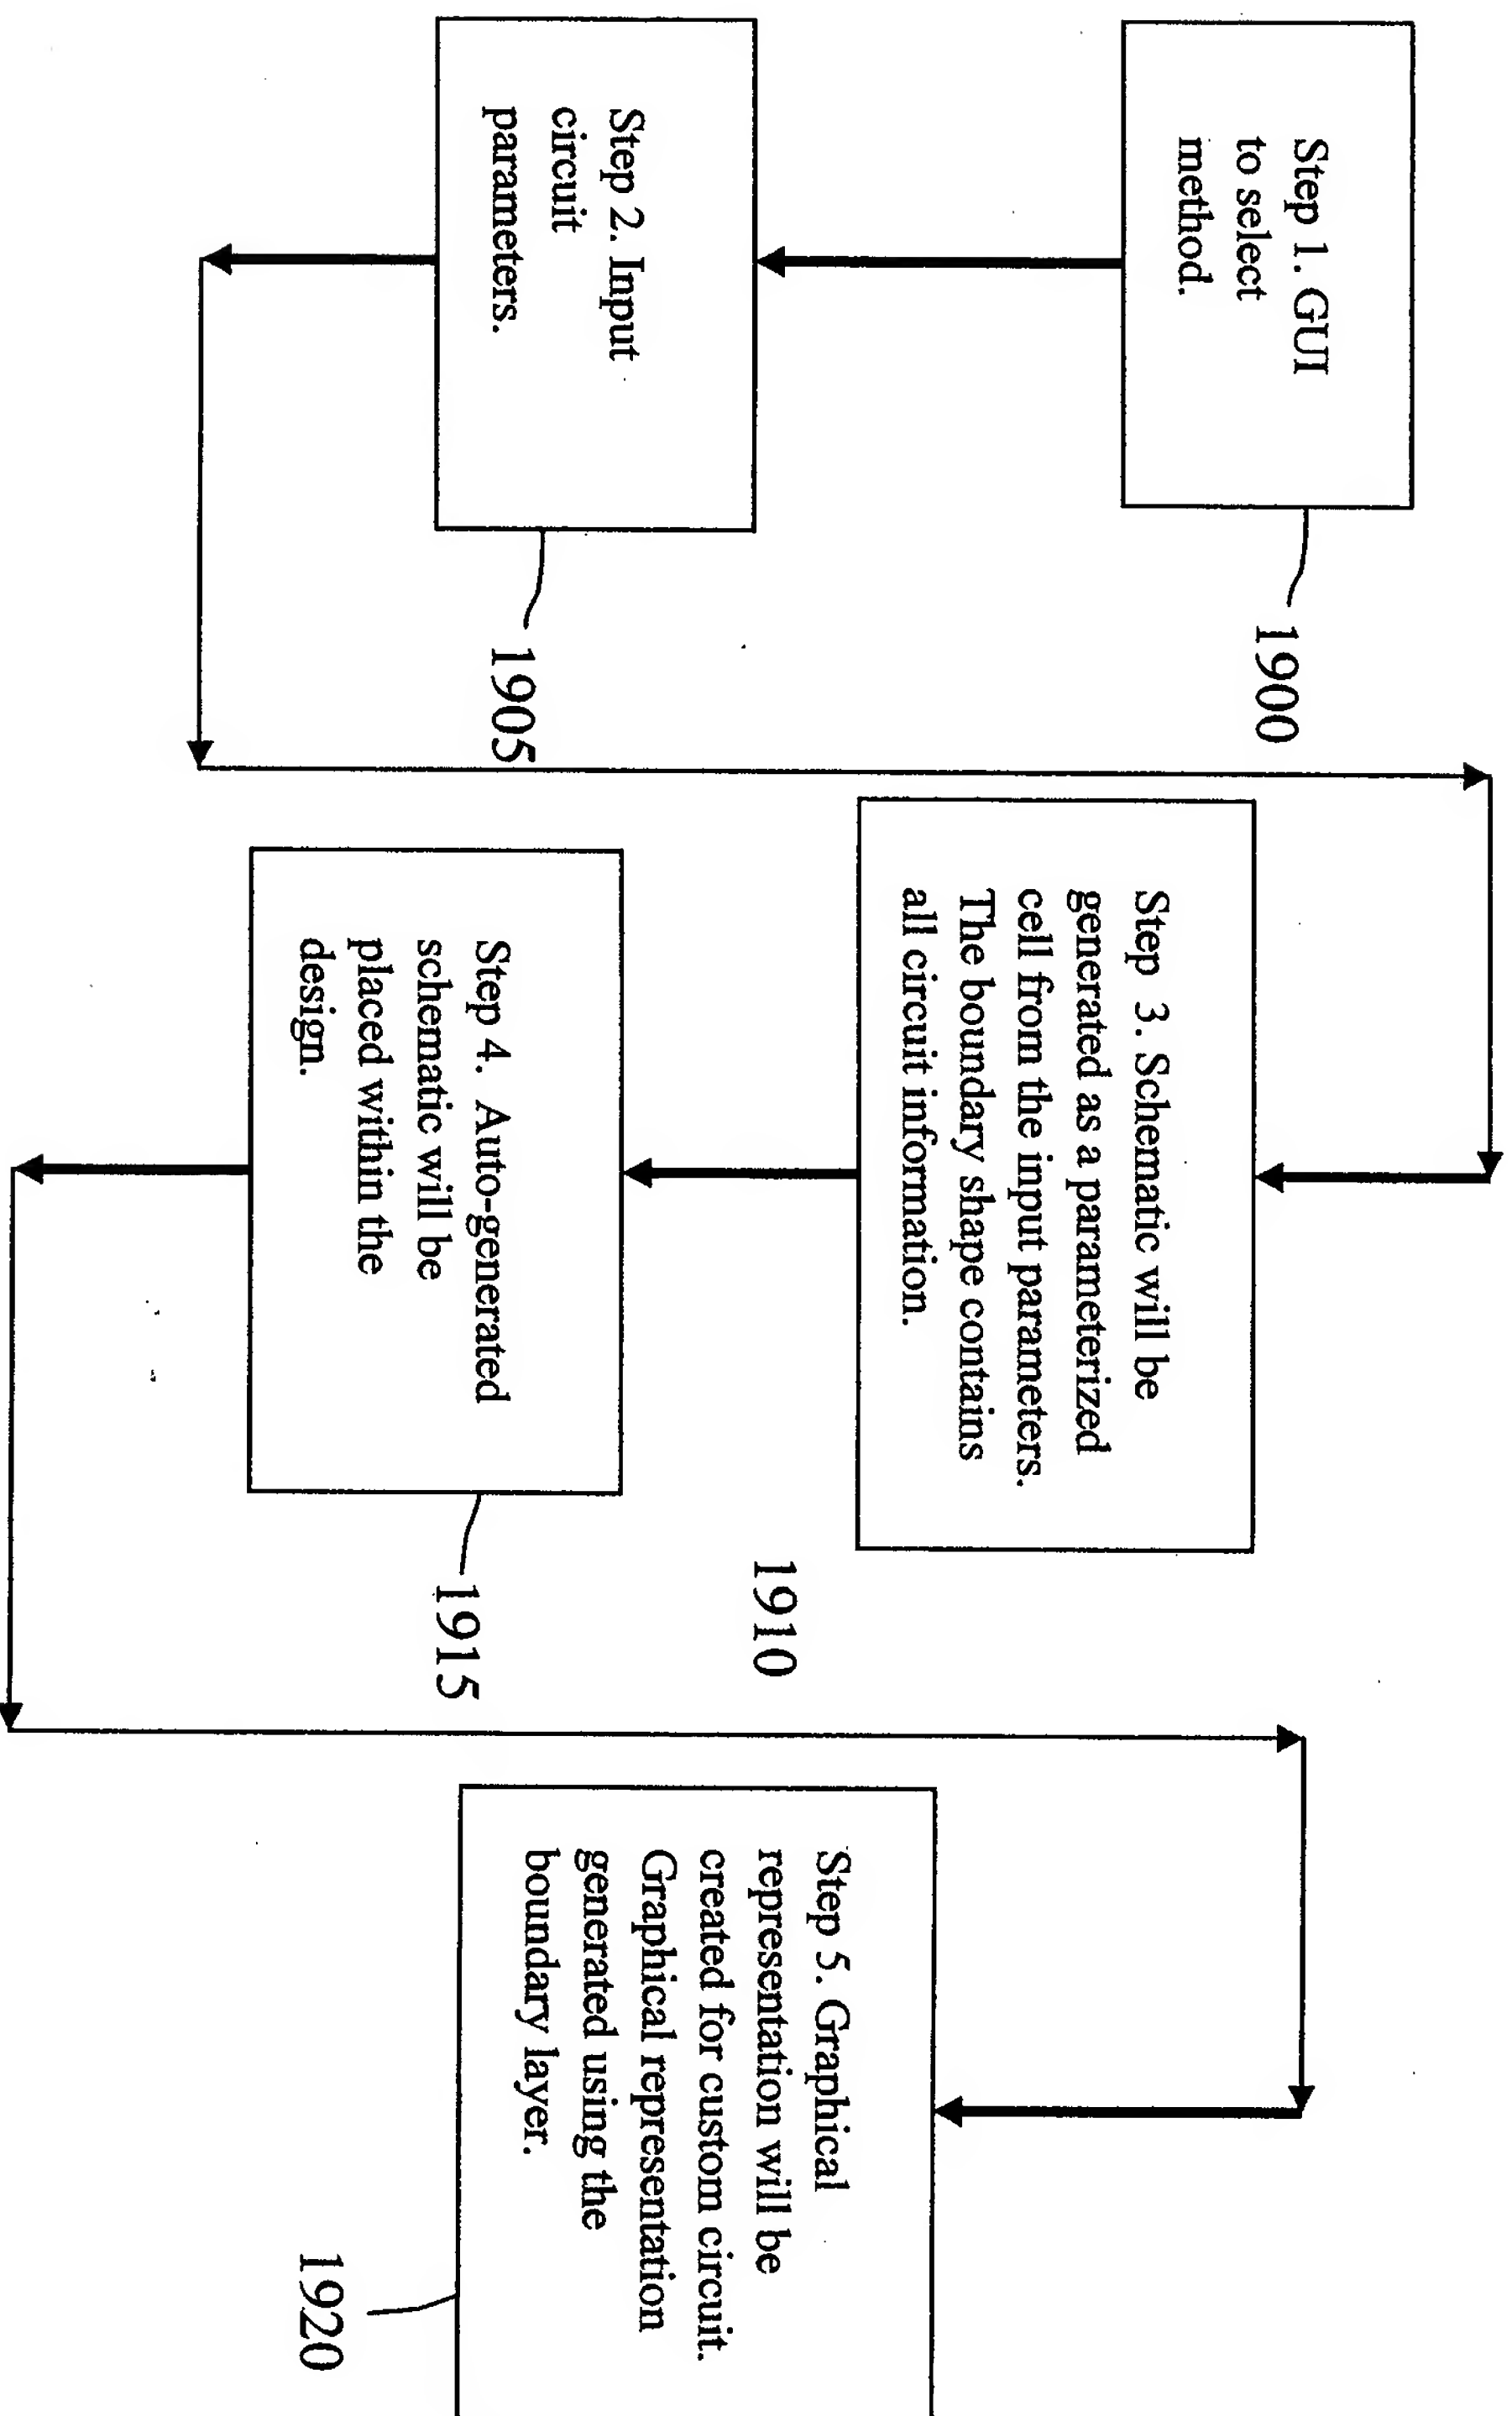 Step 1. GUI
to select
method.
1900
Step 2. Input
circuit
parameters.
1905
Step 3. Schematic will be
generated as a parameterized
cell from the input parameters.
The boundary shape contains
all circuit information.
1910
Step 4. Auto-generated
schematic will be
placed within the
design.
1915
Step 5. Graphical
representation will be
created for custom circuit.
Graphical representation
generated using the
boundary layer.
1920